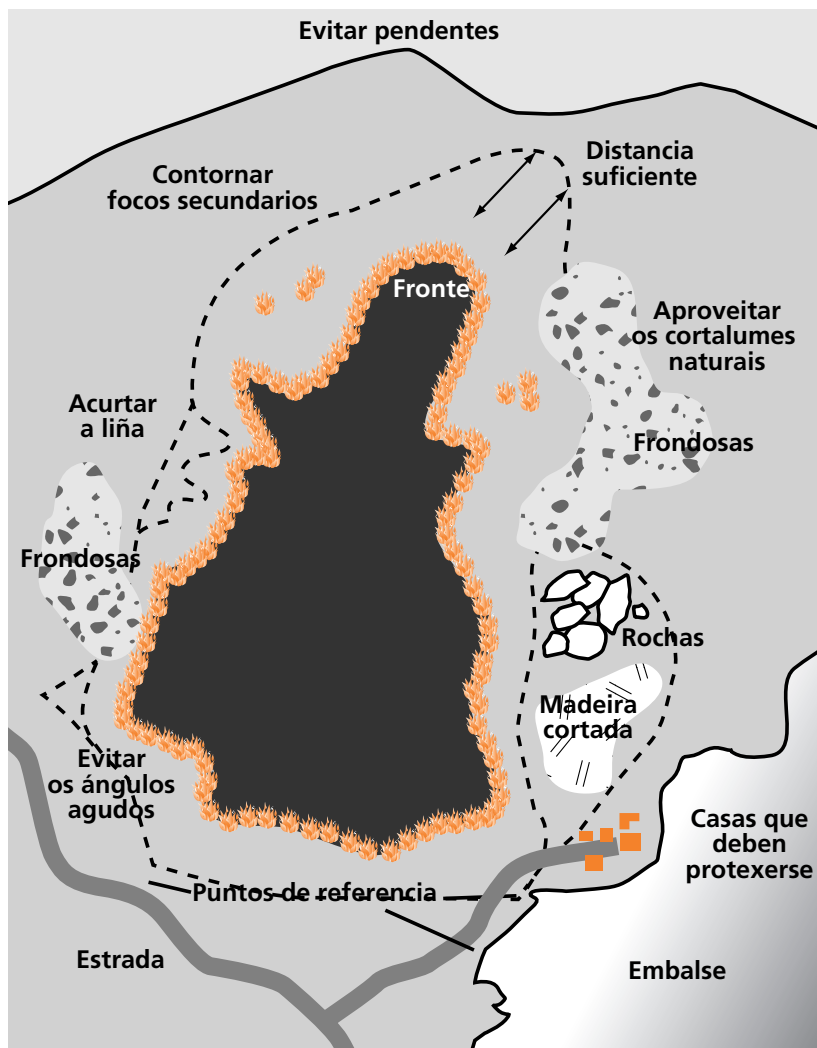 Evitar pendentes
Distancia
suficiente
Contornar
focos secundarios
Fronte
Aproveitar
os cortalumes
naturais
Acurtar
a liña
Frondosas
Frondosas
Rochas
Madeira
cortada
Evitar
os ángulos
agudos
Casas que
deben
protexerse
Puntos de referencia
Estrada
Embalse